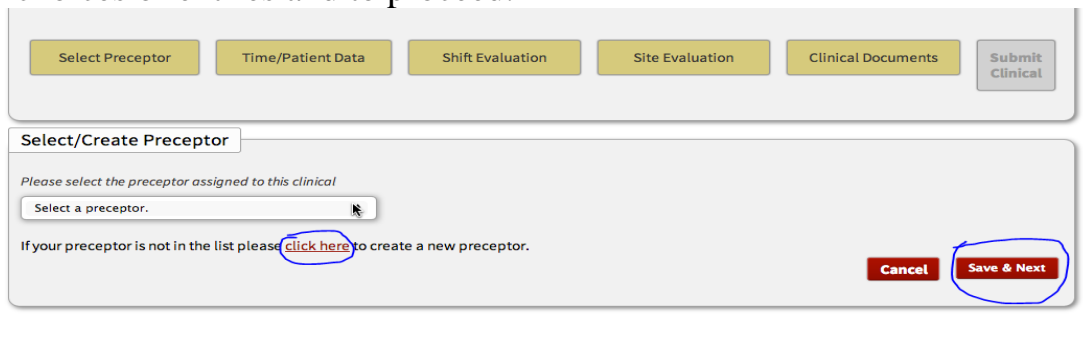 Select Preceptor Time/Patient Data Shift Evaluation Site Evaluation Clinical Documents Submit Clinical
Select/Create Preceptor
Please select the preceptor assigned to this clinical
Select a preceptor.
If your preceptor is not in the list please click here to create a new preceptor.
Cancel Save & Next